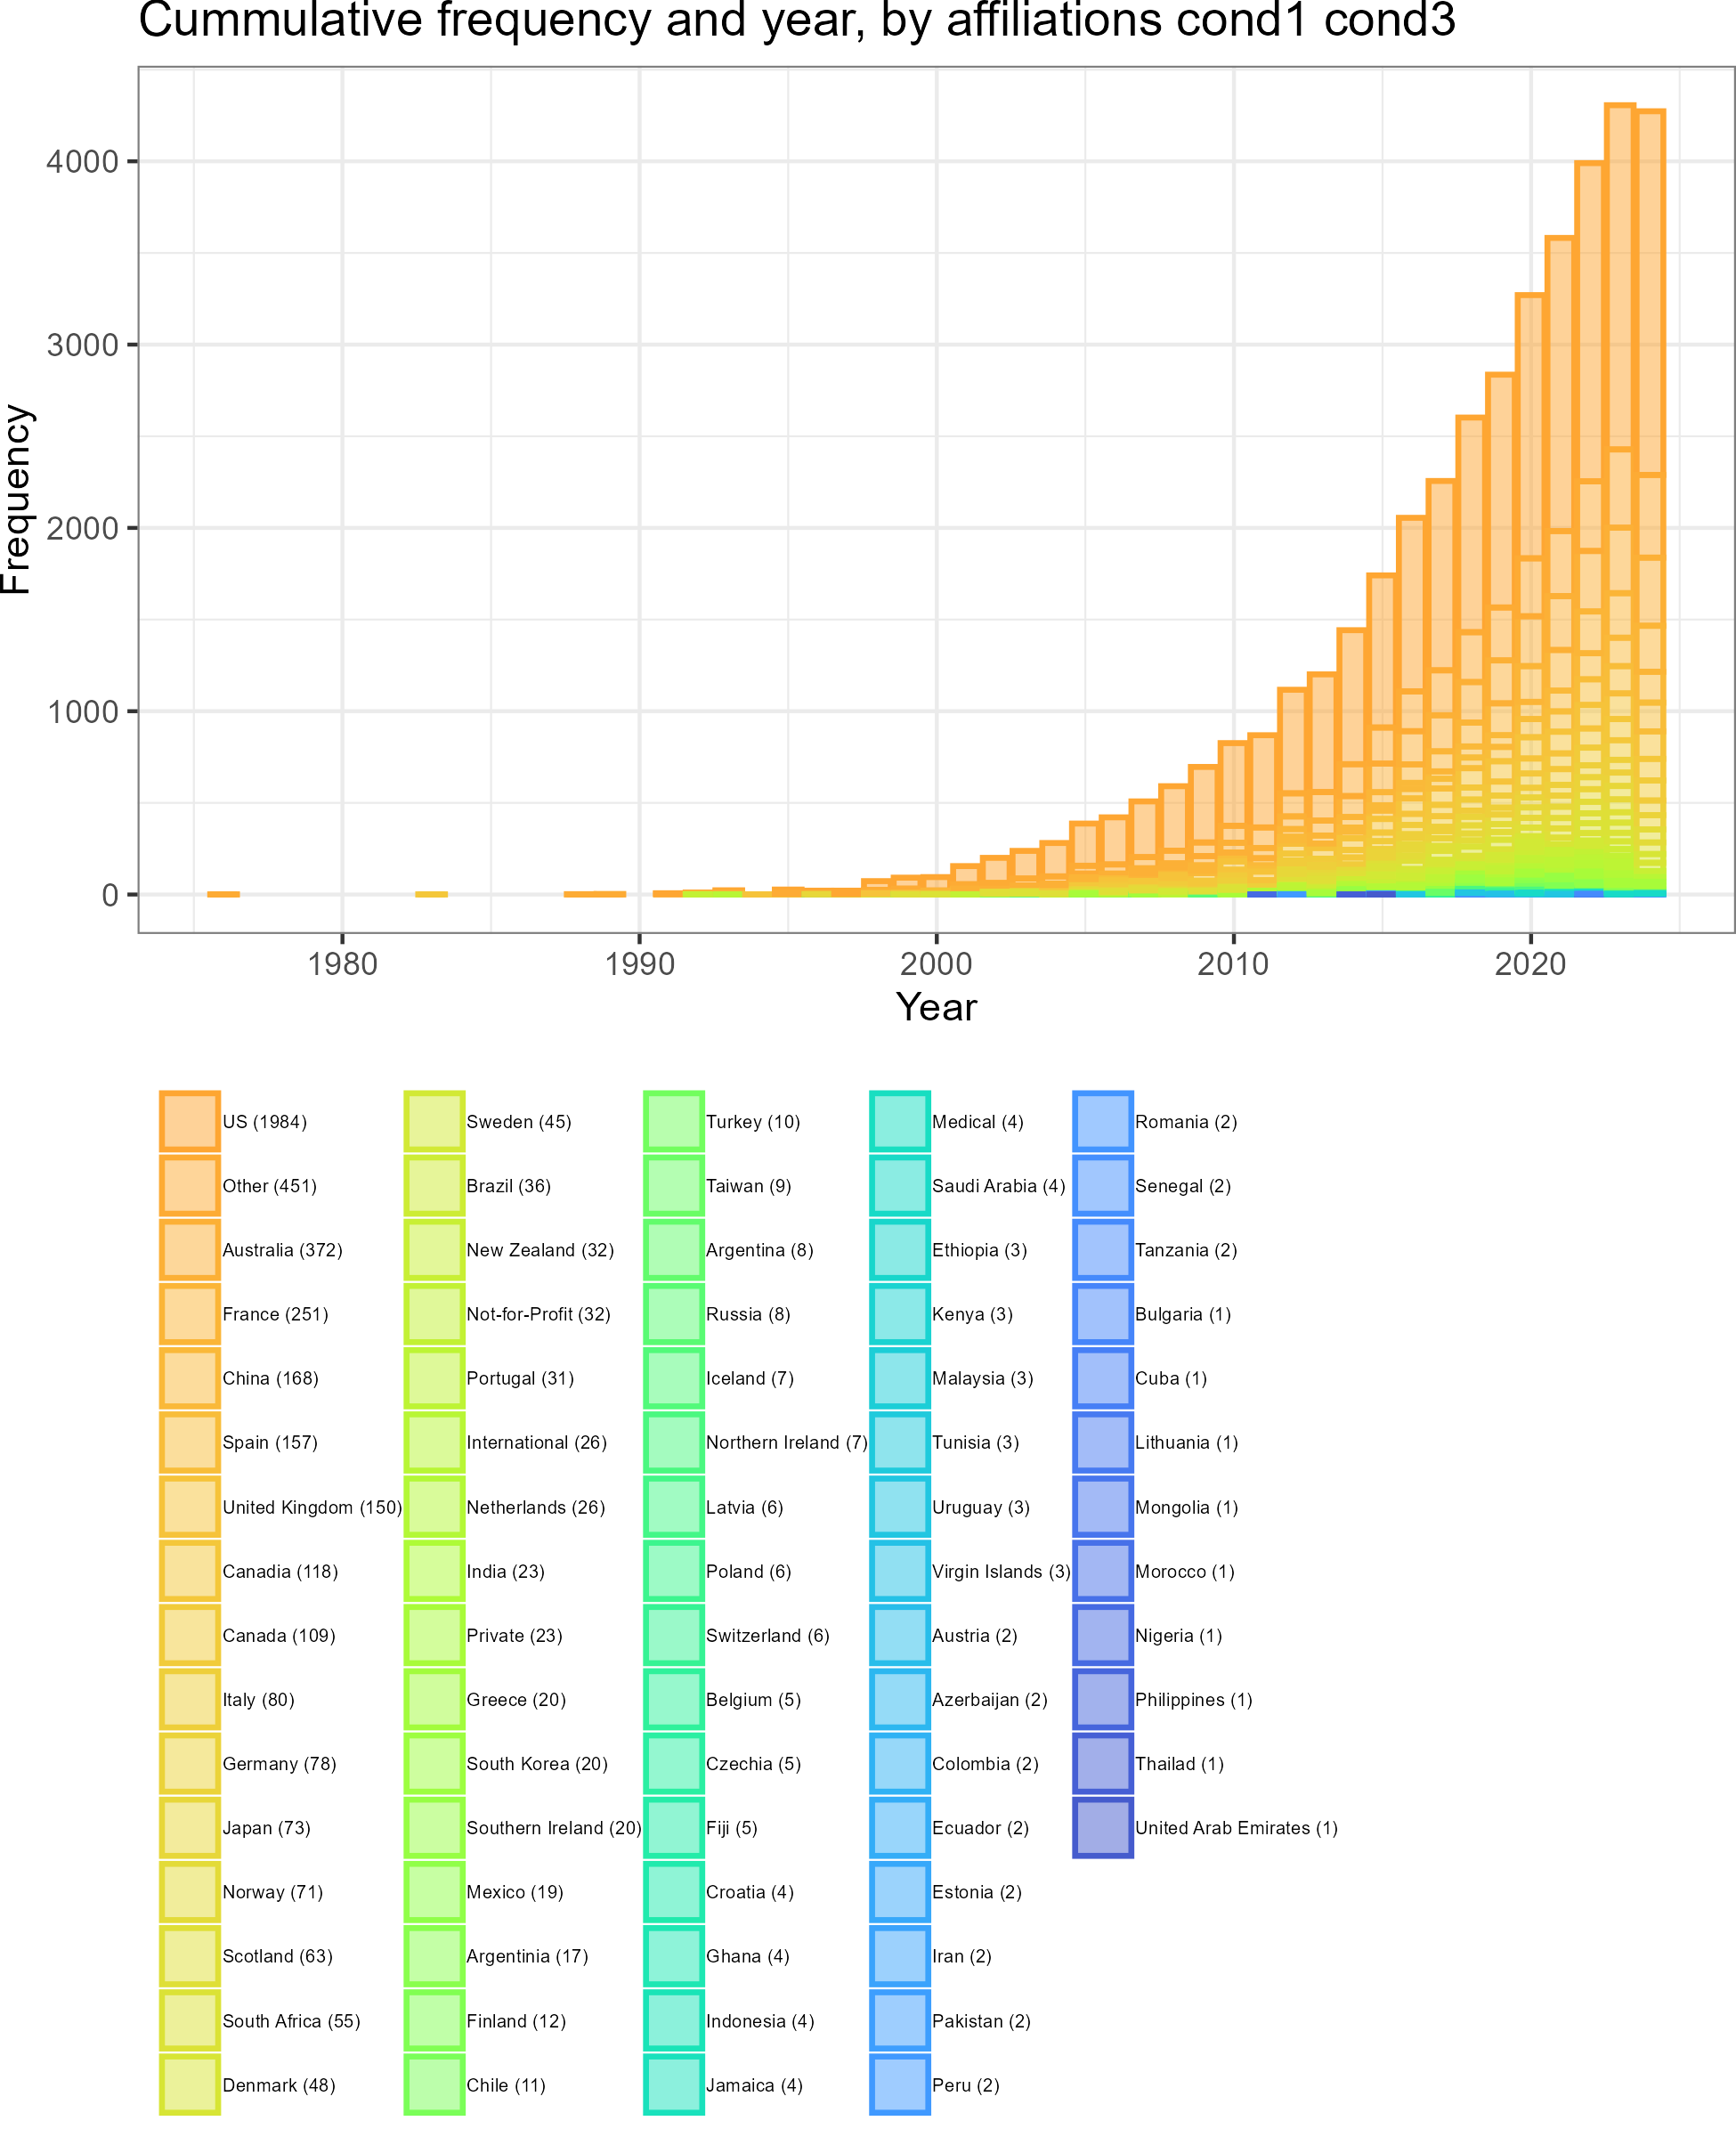 Cummulative frequency and year, by affiliations cond1 cond3
Frequency
4000
3000
2000
1000
0
1980 1990 2000 2010 2020
Year
US (1984)
Other (451)
Australia (372)
France (251)
China (168)
Spain (157)
United Kingdom (150)
Canadia (118)
Canada (109)
Italy (80)
Germany (78)
Japan (73)
Norway (71)
Scotland (63)
South Africa (55)
Denmark (48)
Sweden (45)
Brazil (36)
New Zealand (32)
Not-for-Profit (32)
Portugal (31)
International (26)
Netherlands (26)
India (23)
Private (23)
Greece (20)
South Korea (20)
Southern Ireland (20)
Mexico (19)
Argentinia (17)
Finland (12)
Chile (11)
Turkey (10)
Taiwan (9)
Argentina (8)
Russia (8)
Iceland (7)
Northern Ireland (7)
Latvia (6)
Poland (6)
Switzerland (6)
Belgium (5)
Czechia (5)
Fiji (5)
Croatia (4)
Ghana (4)
Indonesia (4)
Jamaica (4)
Medical (4)
Saudi Arabia (4)
Ethiopia (3)
Kenya (3)
Malaysia (3)
Tunisia (3)
Uruguay (3)
Virgin Islands (3)
Austria (2)
Azerbaijan (2)
Colombia (2)
Ecuador (2)
Estonia (2)
Iran (2)
Pakistan (2)
Peru (2)
Romania (2)
Senegal (2)
Tanzania (2)
Bulgaria (1)
Cuba (1)
Lithuania (1)
Mongolia (1)
Morocco (1)
Nigeria (1)
Philippines (1)
Thailad (1)
United Arab Emirates (1)